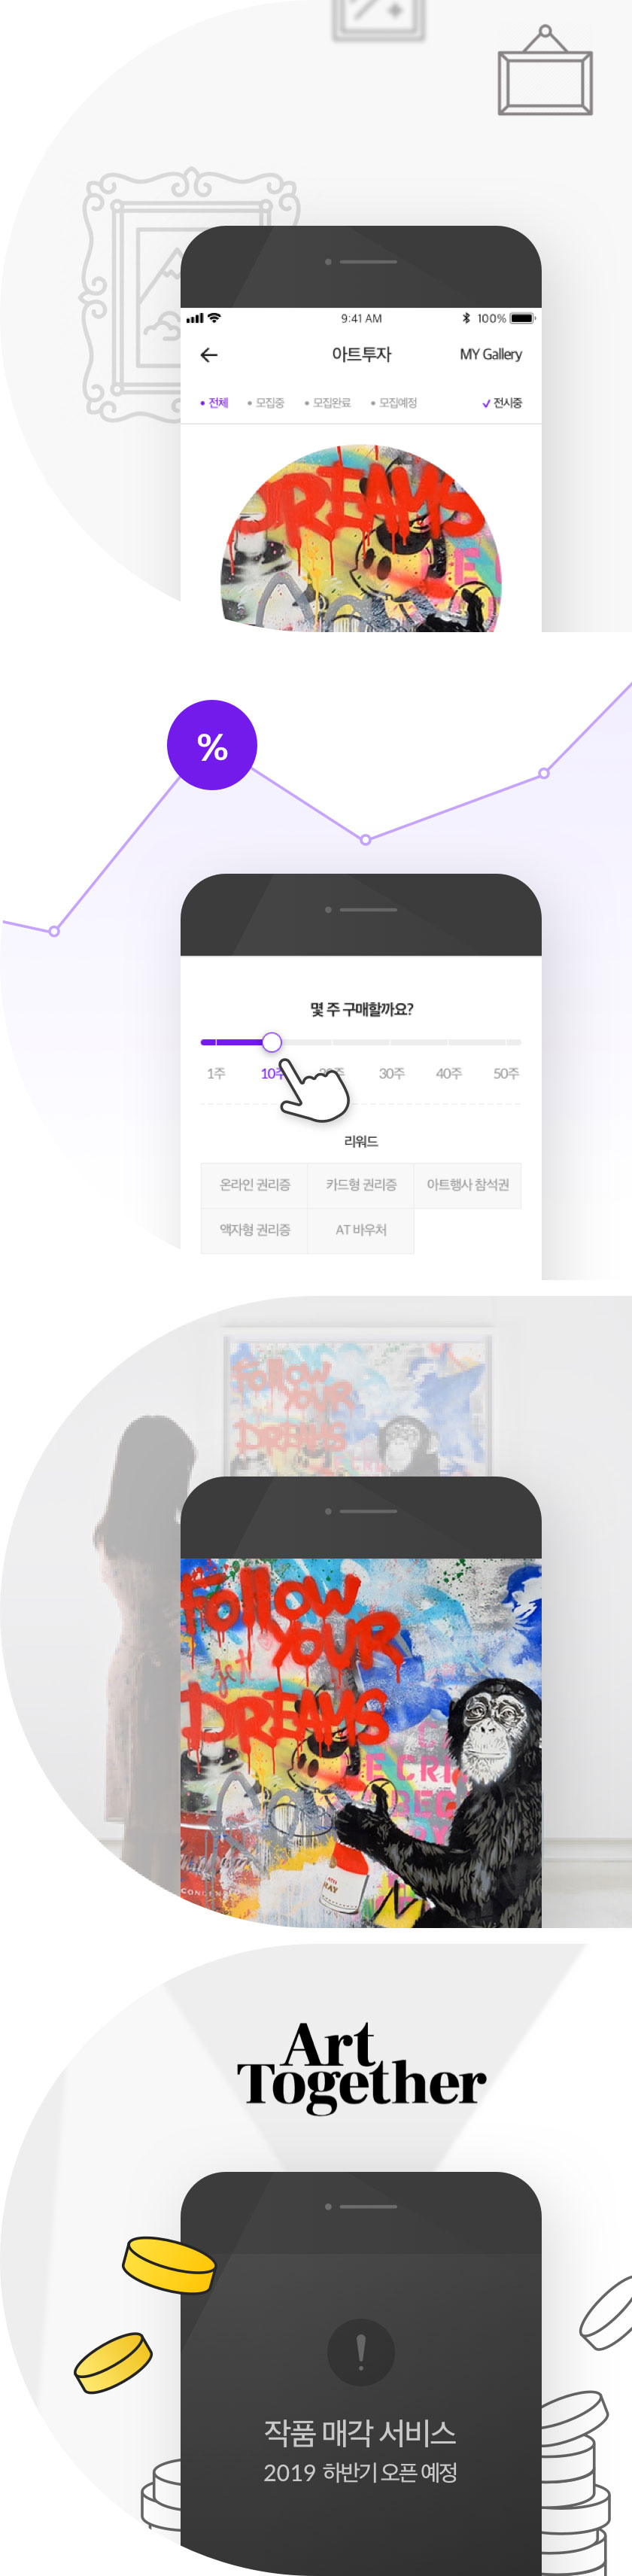 9:41 AM 100%
아트투자 MY Gallery
전체 모집중 모집완료 모집예정 전시중
DREAMS
%
몇 주 구매할까요?
1주 10주 30주 40주 50주
리워드
온라인 권리증 카드형 권리증 아트행사 참석권
액자형 권리증 AT 바우처
FOLLOW
YOUR
DREAMS
FOLLOW
YOUR
DREAMS
E CRI
BEC
Art
Together
!
작품 매각 서비스
2019 하반기 오픈 예정